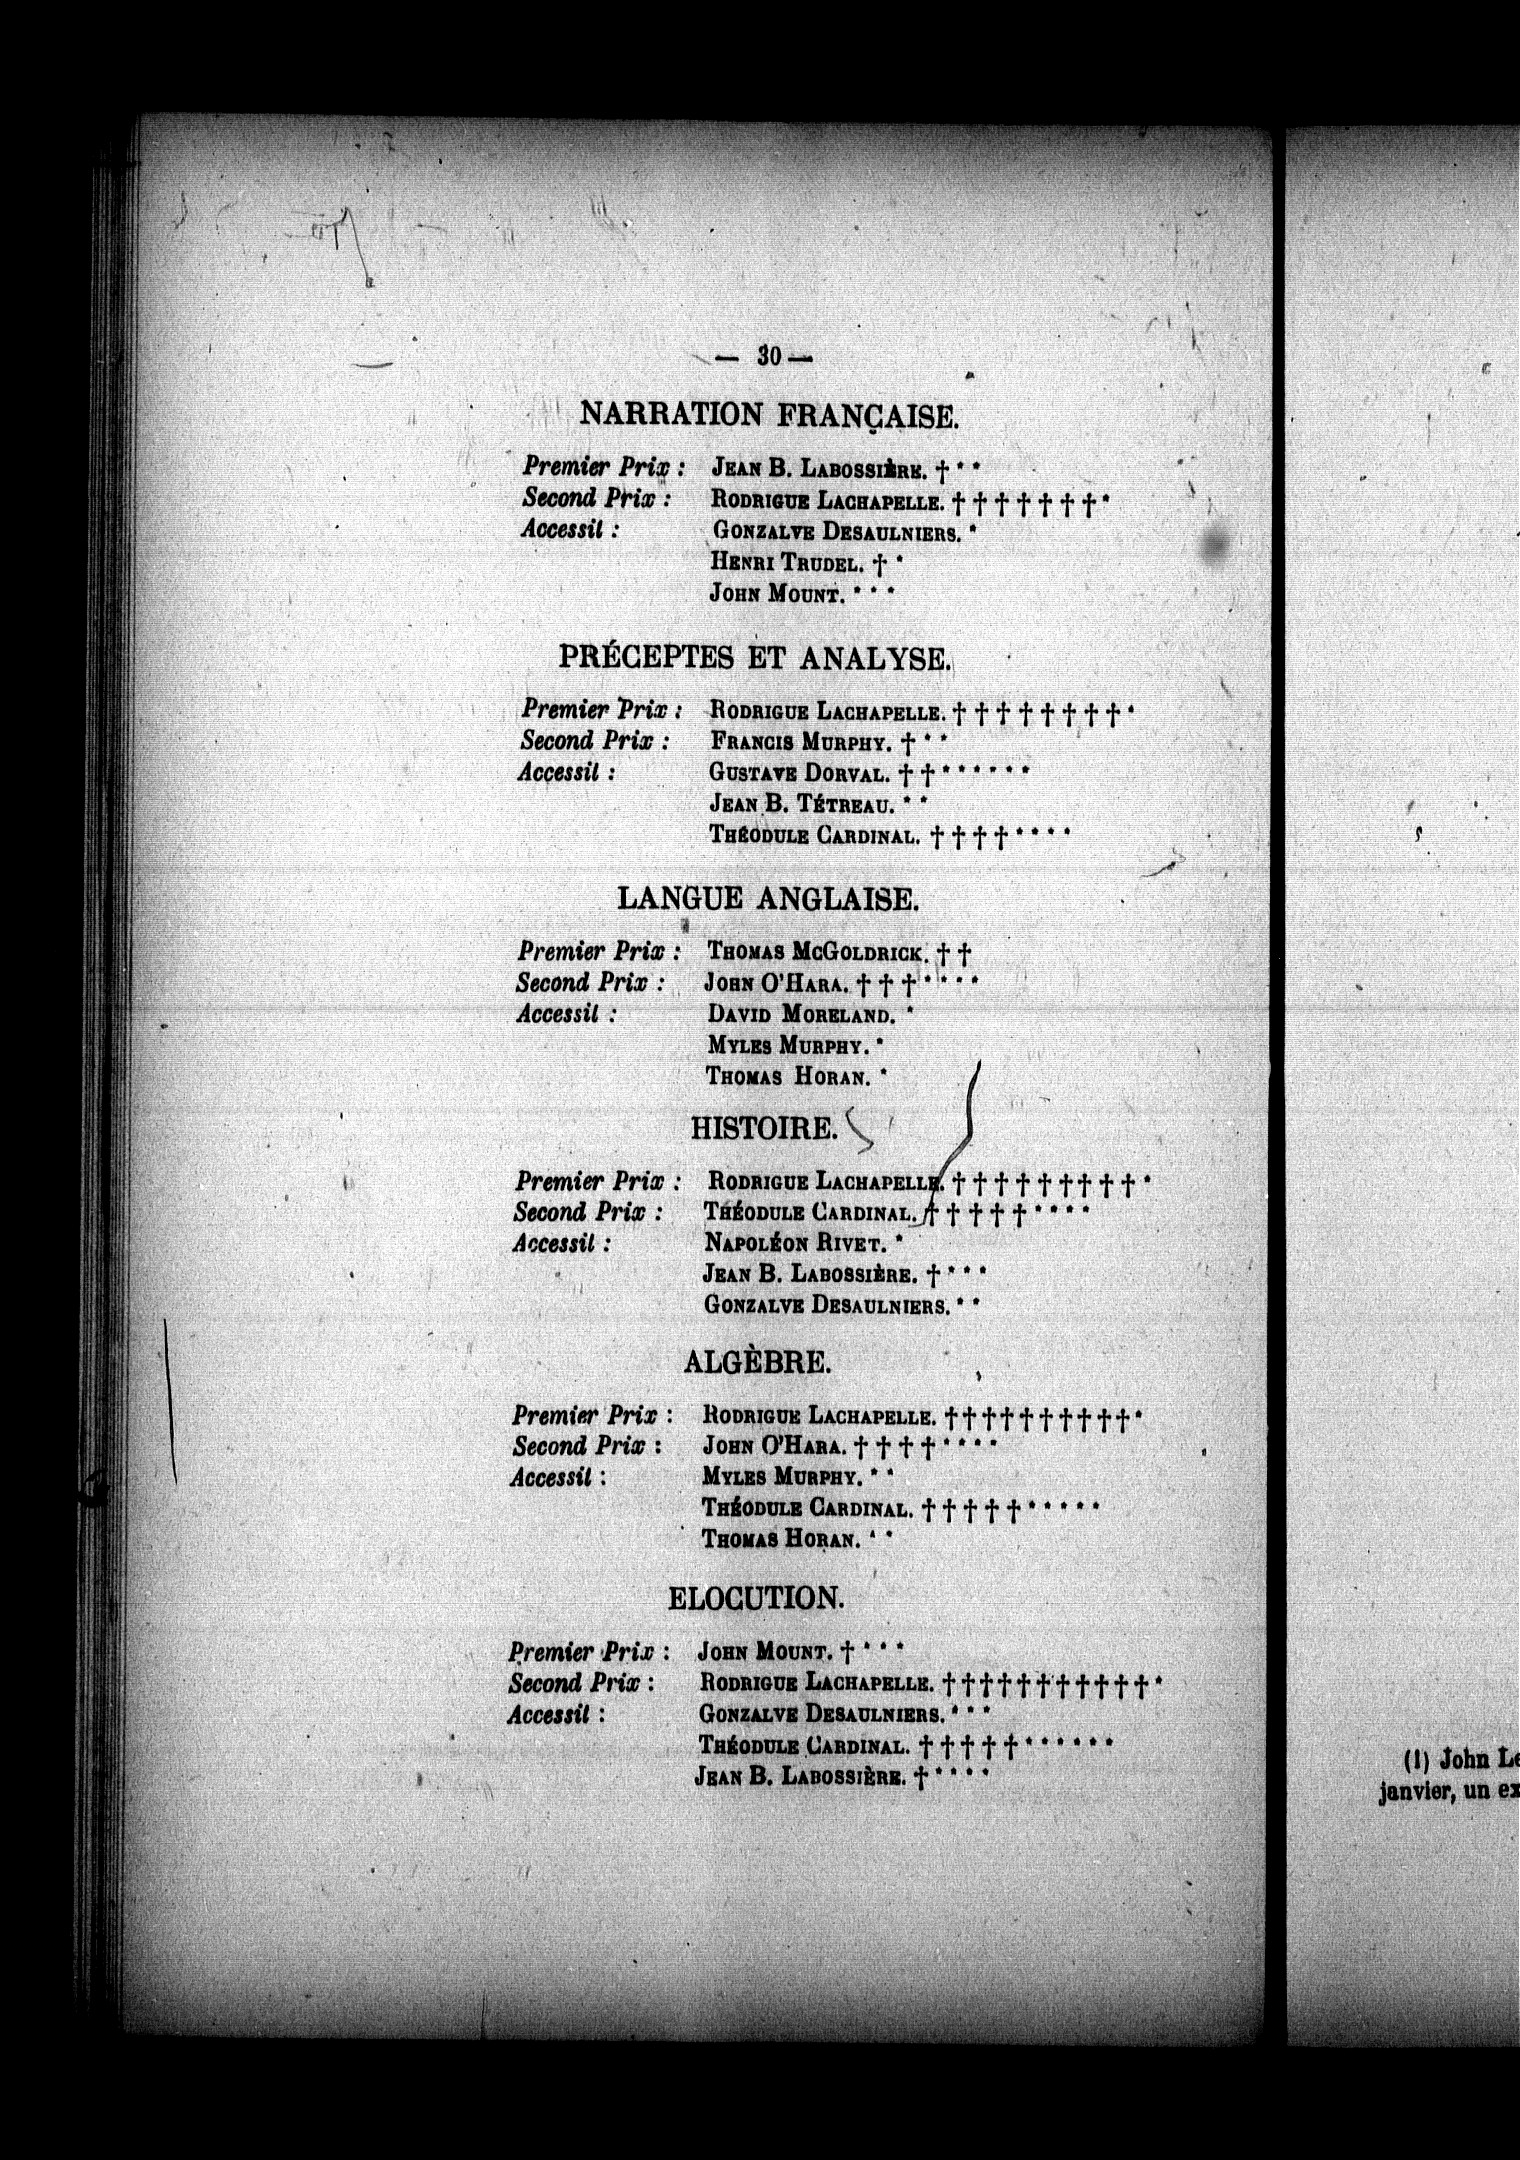 — 30 —
NARRATION FRANÇAISE.
Premier Prix : JEAN B. LABOSSIÈRE. † * *
Second Prix : RODRIGUE LACHAPELLE. † † † † † † † *
Accessit : GONZALVE DESAULNIERS. *
HENRI TRUDEL. † *
JOHN MOUNT. * * *
PRÉCEPTES ET ANALYSE.
Premier Prix : RODRIGUE LACHAPELLE. † † † † † † † † *
Second Prix : FRANCIS MURPHY. † * *
Accessit : GUSTAVE DORVAL. † † * * * * * *
JEAN B. TÉTREAU. * *
THÉODULE CARDINAL. † † † † * * * *
LANGUE ANGLAISE.
Premier Prix : THOMAS MCGOLDRICK. † †
Second Prix : JOHN O'HARA. † † † * * * *
Accessit : DAVID MORELAND. *
MYLES MURPHY. *
THOMAS HORAN. *
HISTOIRE.
Premier Prix : RODRIGUE LACHAPELLE. † † † † † † † † † *
Second Prix : THÉODULE CARDINAL. † † † † † * * * *
Accessit : NAPOLÉON RIVET. *
JEAN B. LABOSSIÈRE. † * * *
GONZALVE DESAULNIERS. * *
ALGÈBRE.
Premier Prix : RODRIGUE LACHAPELLE. † † † † † † † † † † *
Second Prix : JOHN O'HARA. † † † † * * * *
Accessit : MYLES MURPHY. * *
THÉODULE CARDINAL. † † † † † * * * * *
THOMAS HORAN. * *
ELOCUTION.
Premier Prix : JOHN MOUNT. † * * *
Second Prix : RODRIGUE LACHAPELLE. † † † † † † † † † † † *
Accessit : GONZALVE DESAULNIERS. * * *
THÉODULE CARDINAL. † † † † † * * * * * *
JEAN B. LABOSSIÈRE. † * * * *
(1) John Le
janvier, un ex